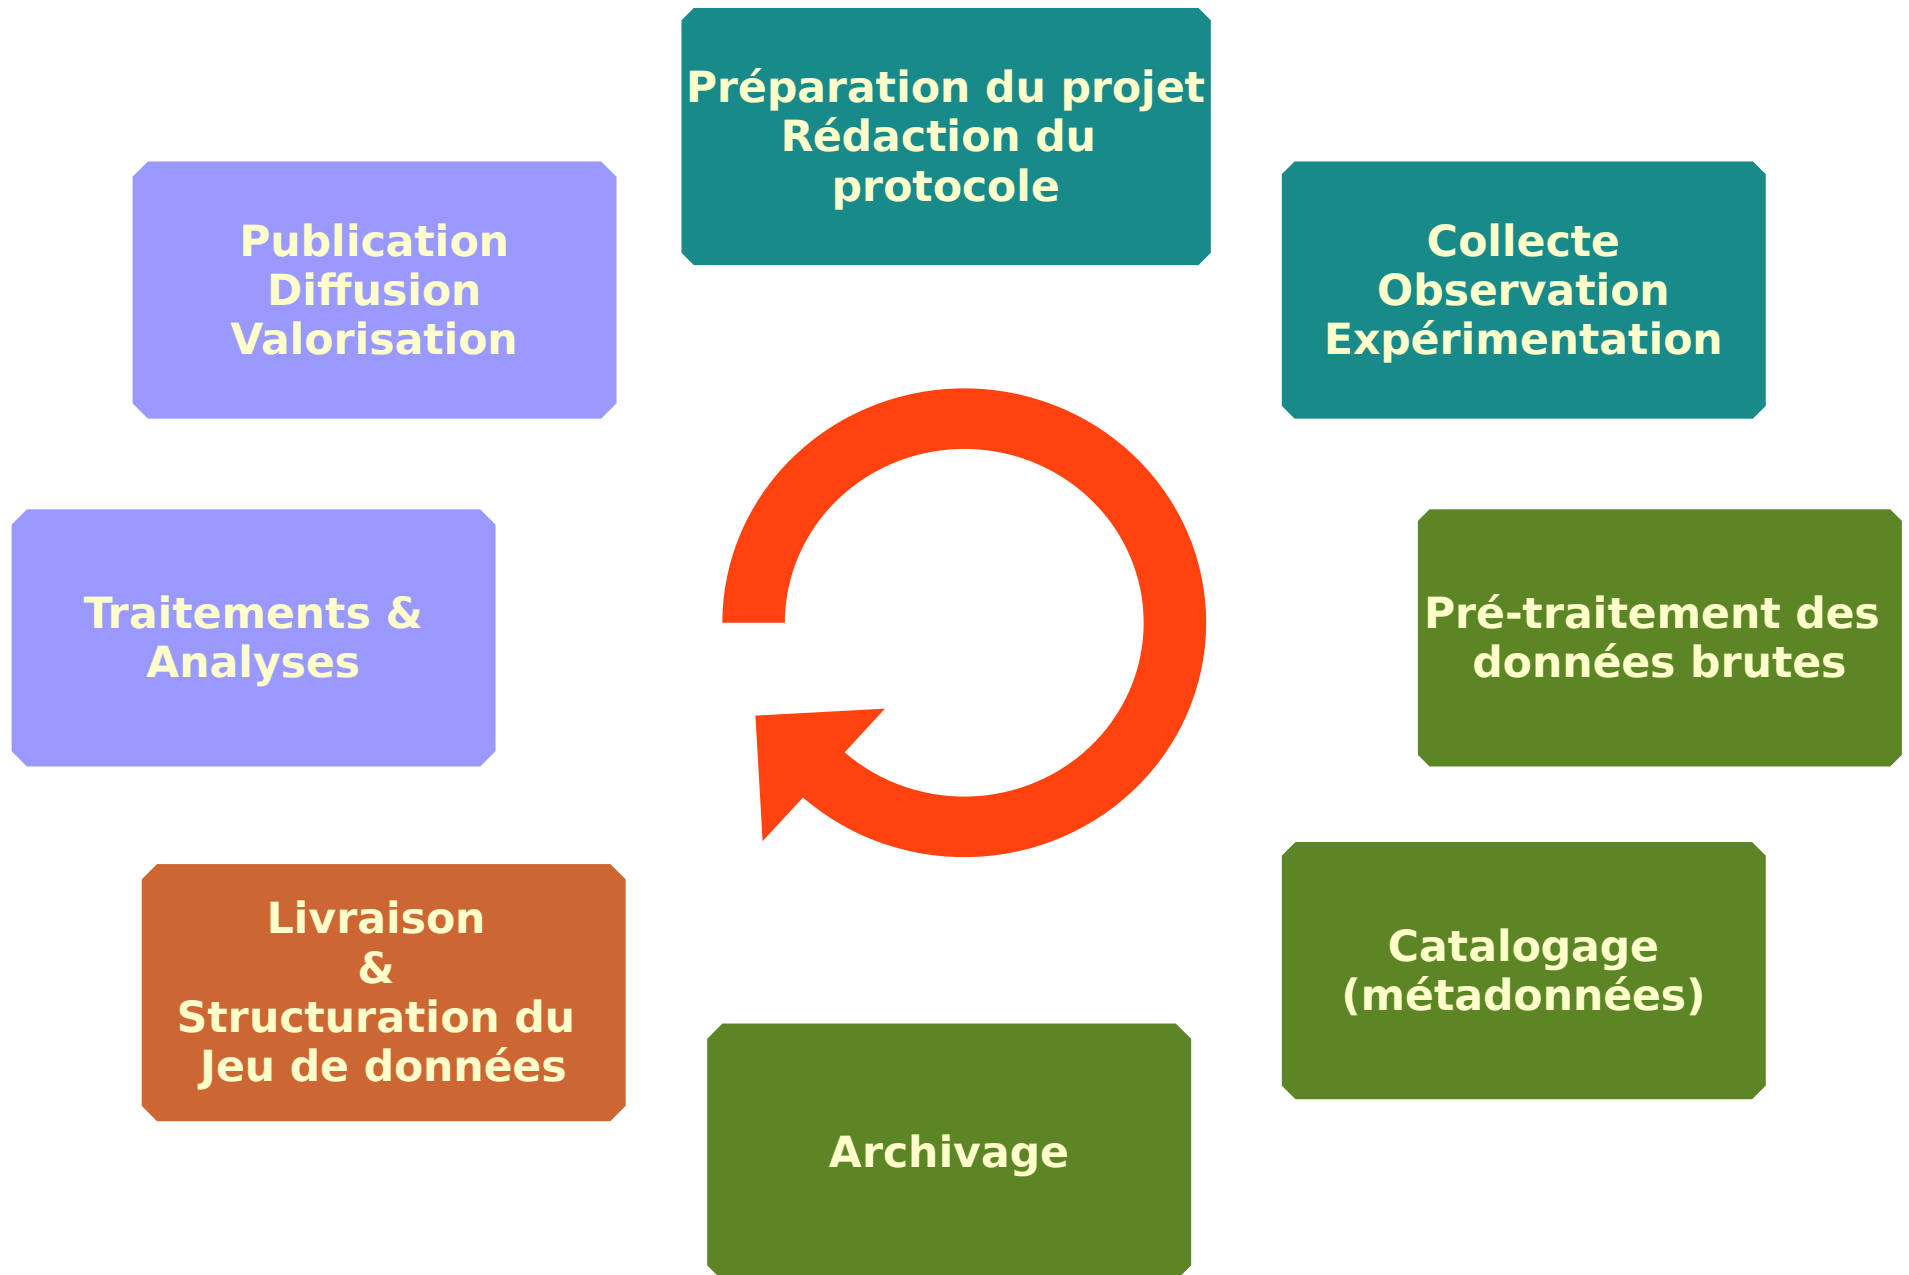 Préparation du projet
Rédaction du
protocole
Collecte
Observation
Expérimentation
Pré-traitement des
données brutes
Catalogage
(métadonnées)
Archivage
Livraison
&
Structuration du
Jeu de données
Traitements &
Analyses
Publication
Diffusion
Valorisation